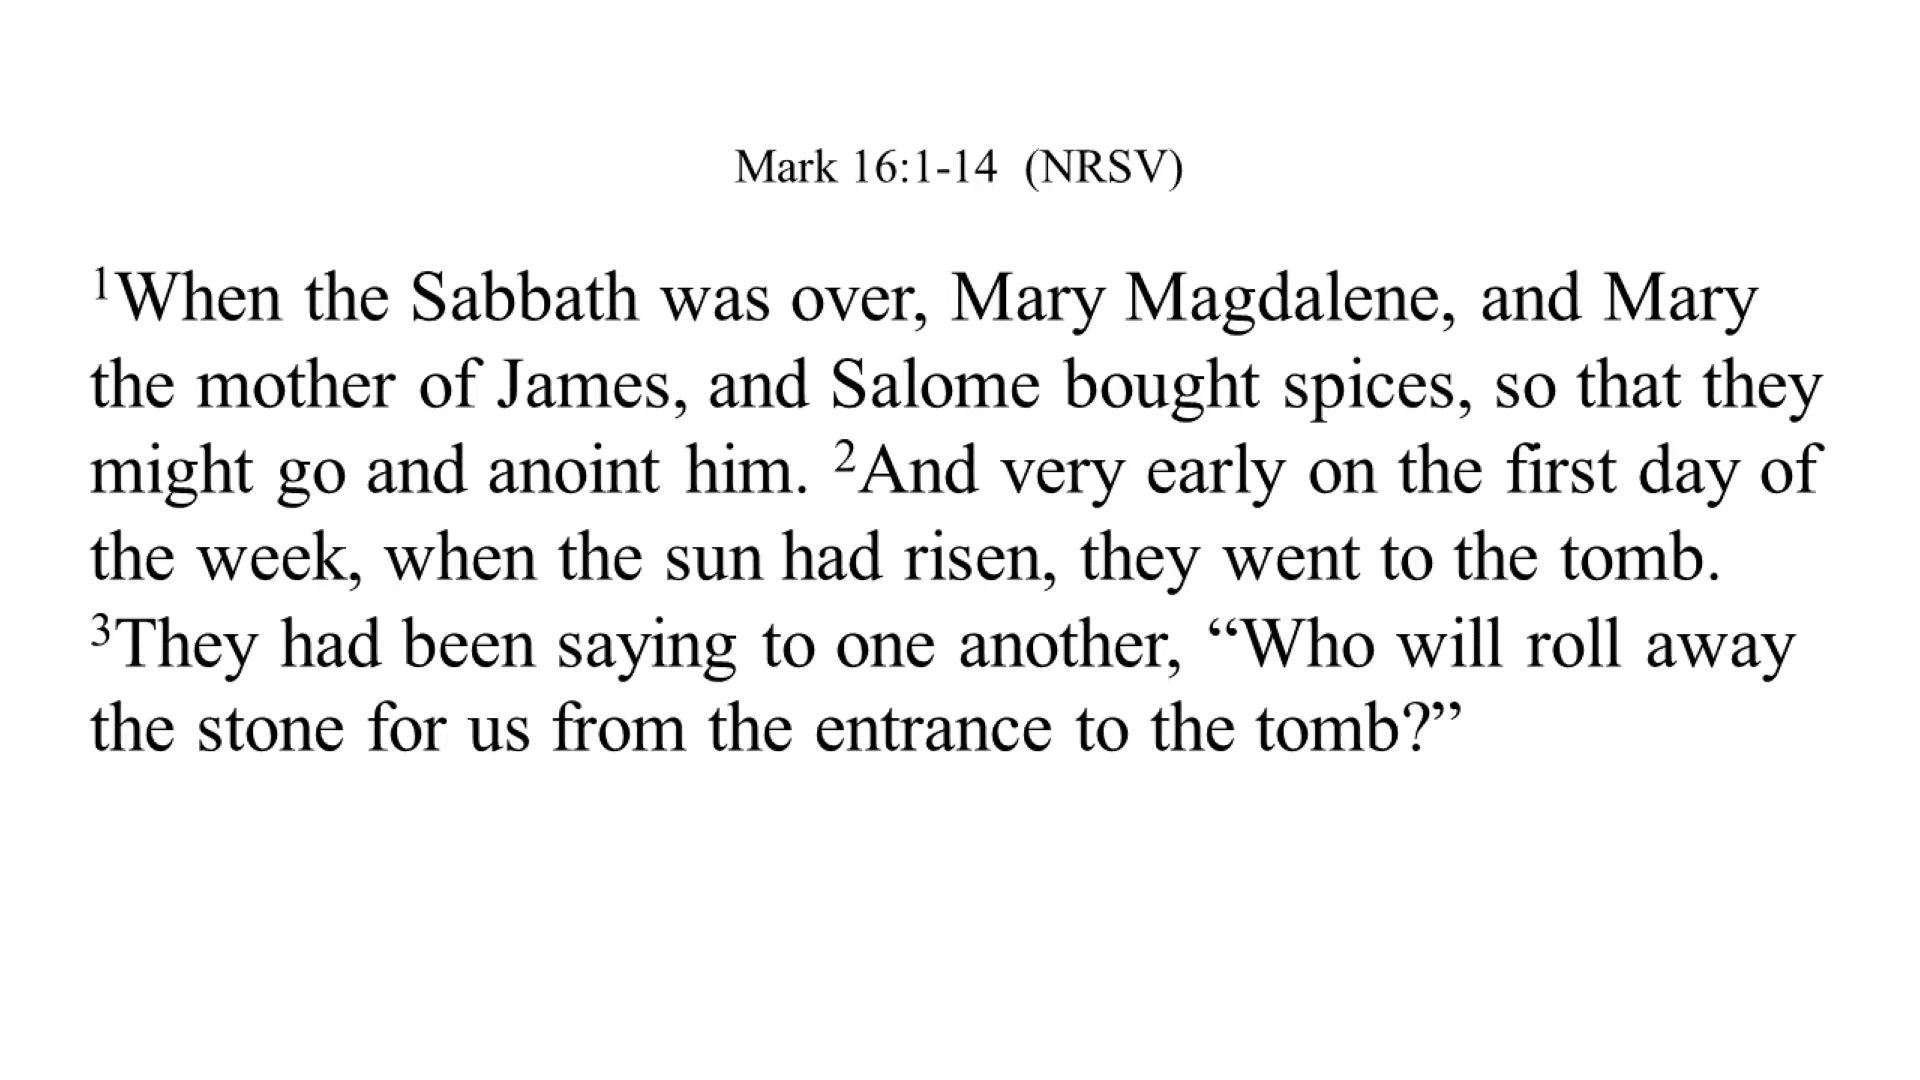 Mark 16:1-14 (NRSV)
¹When the Sabbath was over, Mary Magdalene, and Mary
the mother of James, and Salome bought spices, so that they
might go and anoint him. ²And very early on the first day of
the week, when the sun had risen, they went to the tomb.
³They had been saying to one another, “Who will roll away
the stone for us from the entrance to the tomb?”